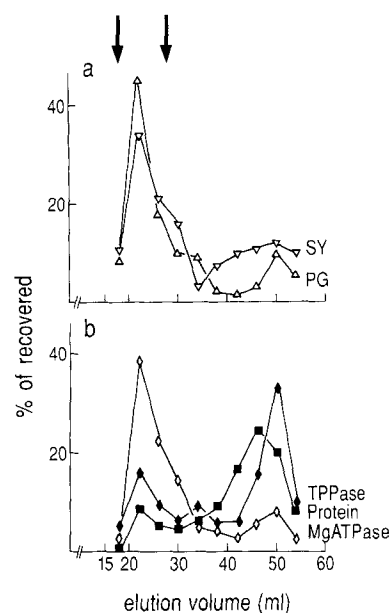 a
40
20
SY
PG
% of recovered
b
40
20
TPPase
Protein
MgATPase
15 20 30 40 50 60
elution volume (ml)